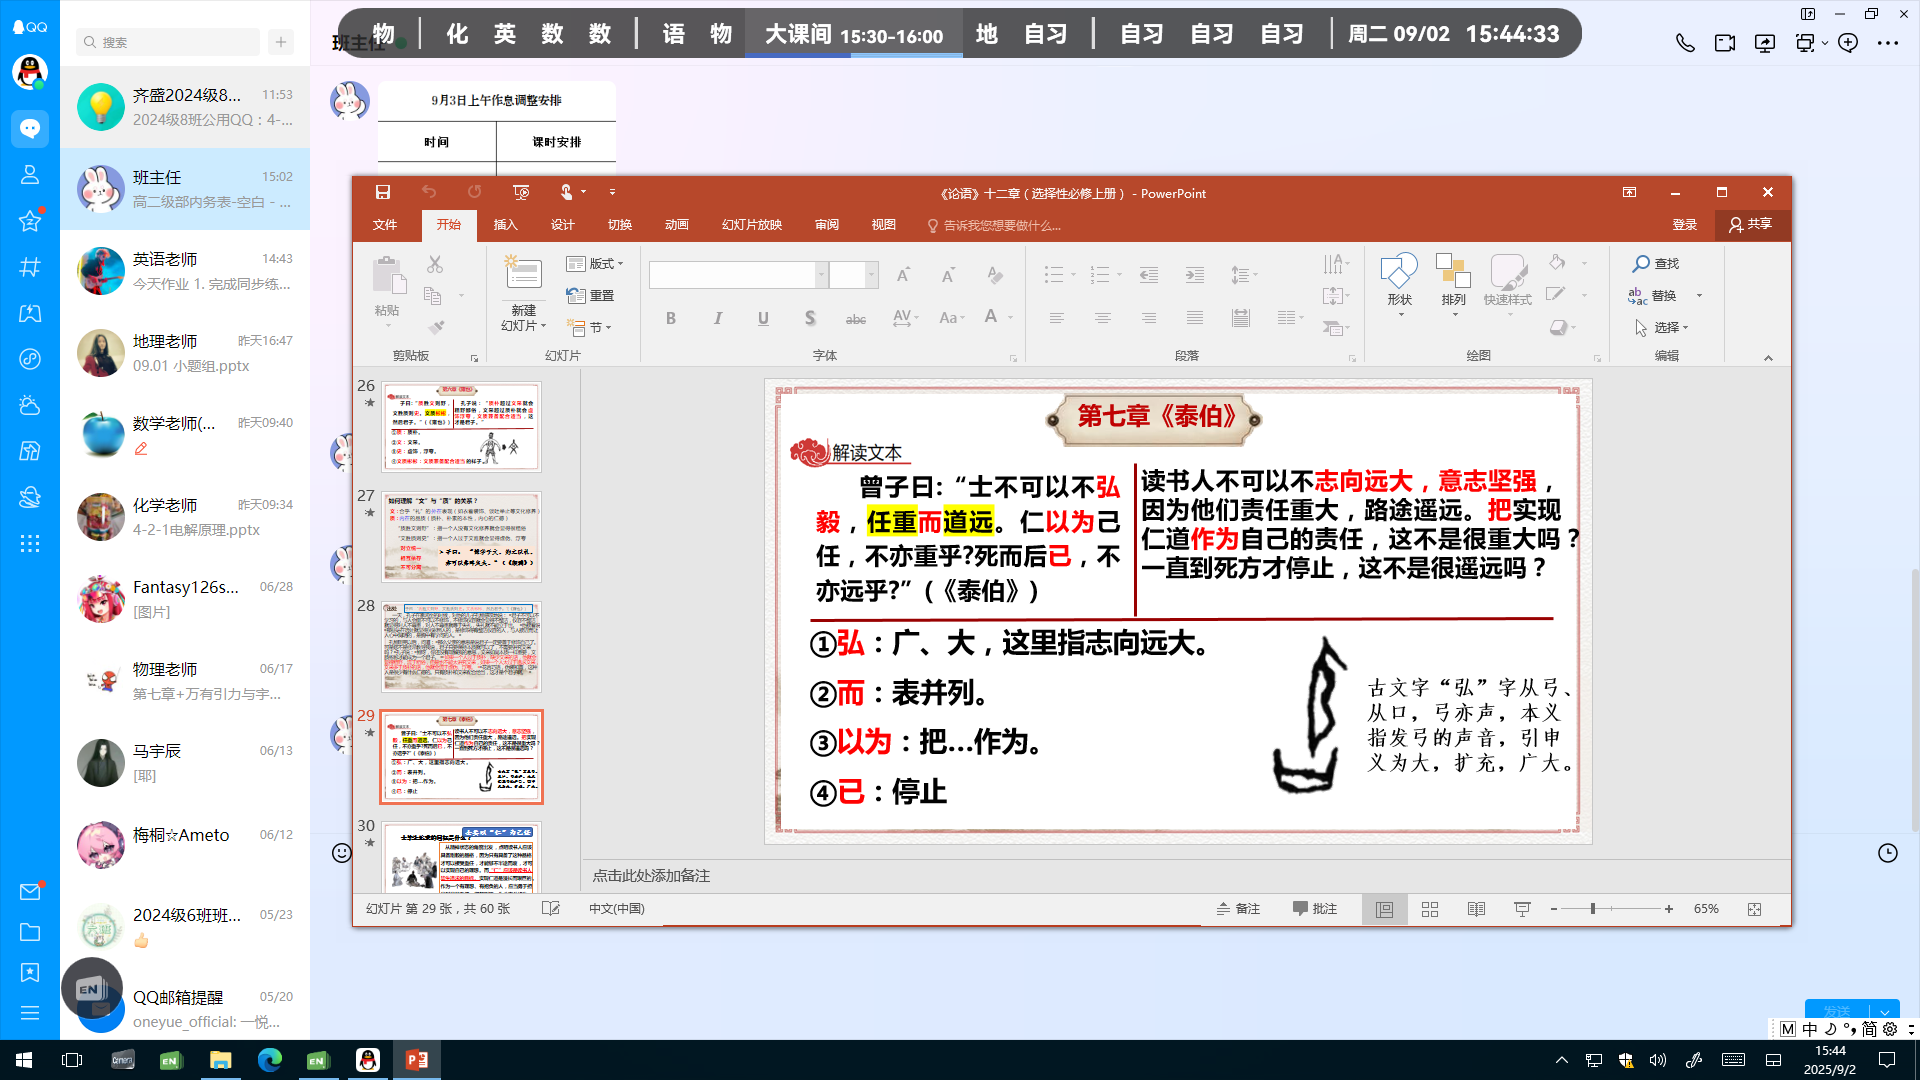 物 | 化 英 数 数 | 语 物 大课间 15:30-16:00 地 自习 | 自习 自习 自习 | 周二 09/02 15:44:33
QQ
搜索
齐盛2024级8... 11:53
2024级8班公用QQ：4-...
班主任 15:02
高二级部内务表-空白 - ...
英语老师 14:43
今天作业 1. 完成同步练...
地理老师 昨天16:47
09.01 小题组.pptx
数学老师(... 昨天09:40
化学老师 昨天09:34
4-2-1电解原理.pptx
Fantasy126s... 06/28
[图片]
物理老师 06/17
第七章+万有引力与宇...
马宇辰 06/13
[耶]
梅桐☆Ameto 06/12
2024级6班班... 05/23
QQ邮箱提醒 05/20
oneyue_official: 一悦...
EN
班主任
9月3日上午作息调整安排
时间 课时安排
《论语》十二章（选择性必修上册） - PowerPoint
文件 开始 插入 设计 切换 动画 幻灯片放映 审阅 视图 告诉我您想要做什么... 登录 共享
粘贴
剪贴板
新建
幻灯片
版式
重置
节
幻灯片
B I U S abc AV Aa A
字体
段落
形状 排列 快速样式
绘图
查找
替换
选择
编辑
26
27
如何理解“文”与“质”的关系？
28
29
30
第七章《泰伯》
解读文本
曾子曰：“士不可以不弘
毅，任重而道远。仁以为己
任，不亦重乎?死而后已，不
亦远乎?”（《泰伯》）
读书人不可以不志向远大，意志坚强，
因为他们责任重大，路途遥远。把实现
仁道作为自己的责任，这不是很重大吗？
一直到死方才停止，这不是很遥远吗？
①弘：广、大，这里指志向远大。
②而：表并列。
③以为：把…作为。
④已：停止
古文字“弘”字从弓、
从口，弓亦声，本义
指发弓的声音，引申
义为大，扩充，广大。
点击此处添加备注
幻灯片 第 29 张，共 60 张 中文(中国) 备注 批注 65%
发送
M 中 简
15:44
2025/9/2